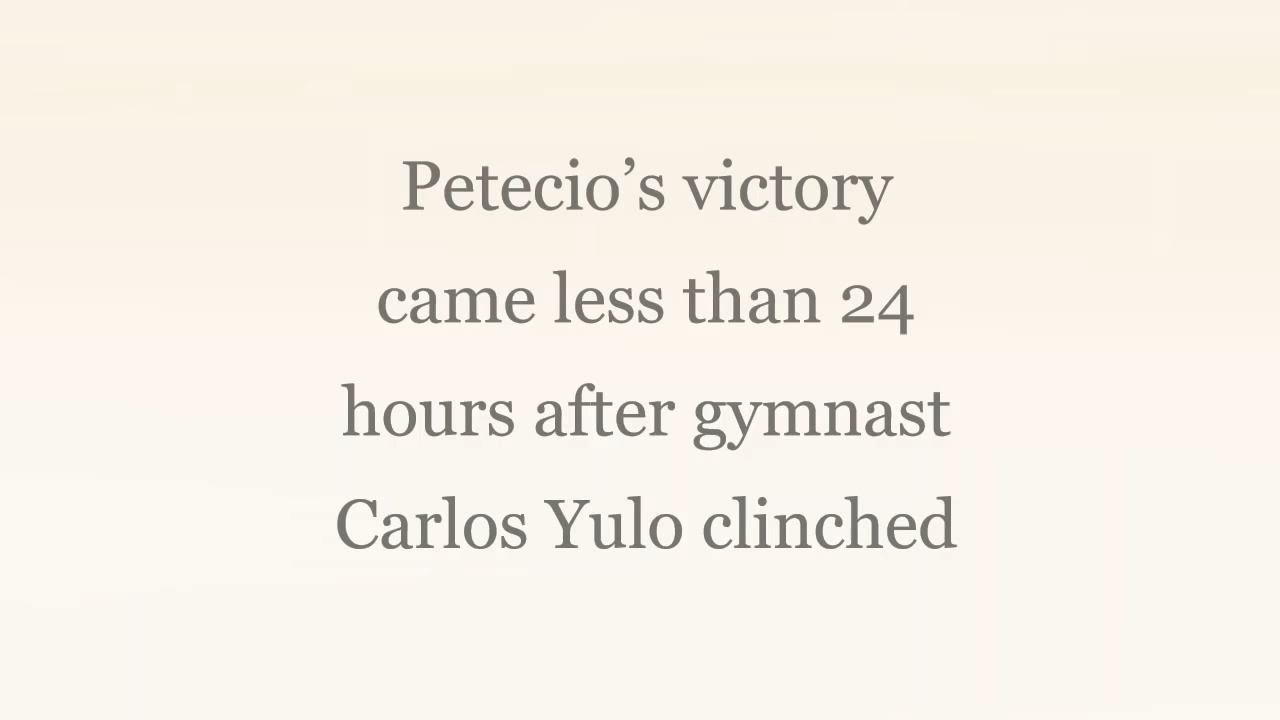 Petecio’s victory
came less than 24
hours after gymnast
Carlos Yulo clinched